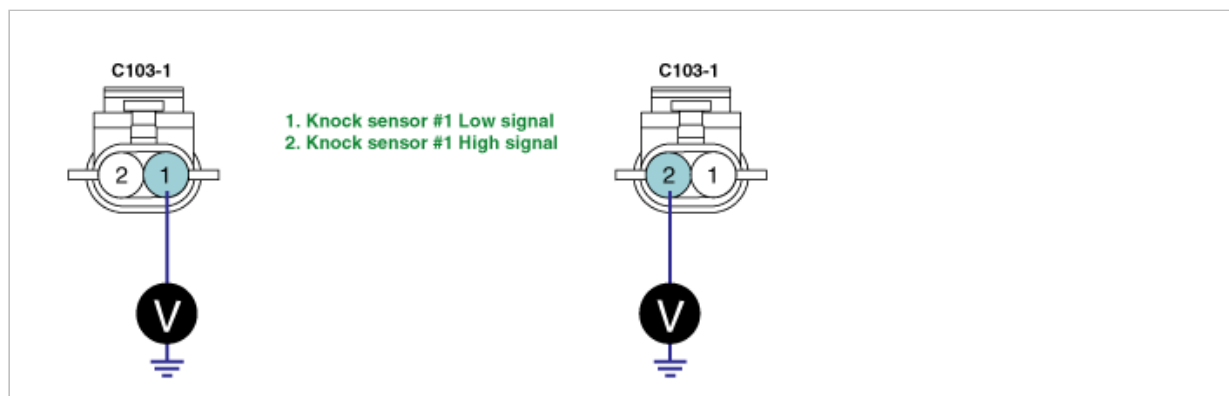 C103-1
C103-1
1. Knock sensor #1 Low signal
2. Knock sensor #1 High signal
2 1
2 1
V
V